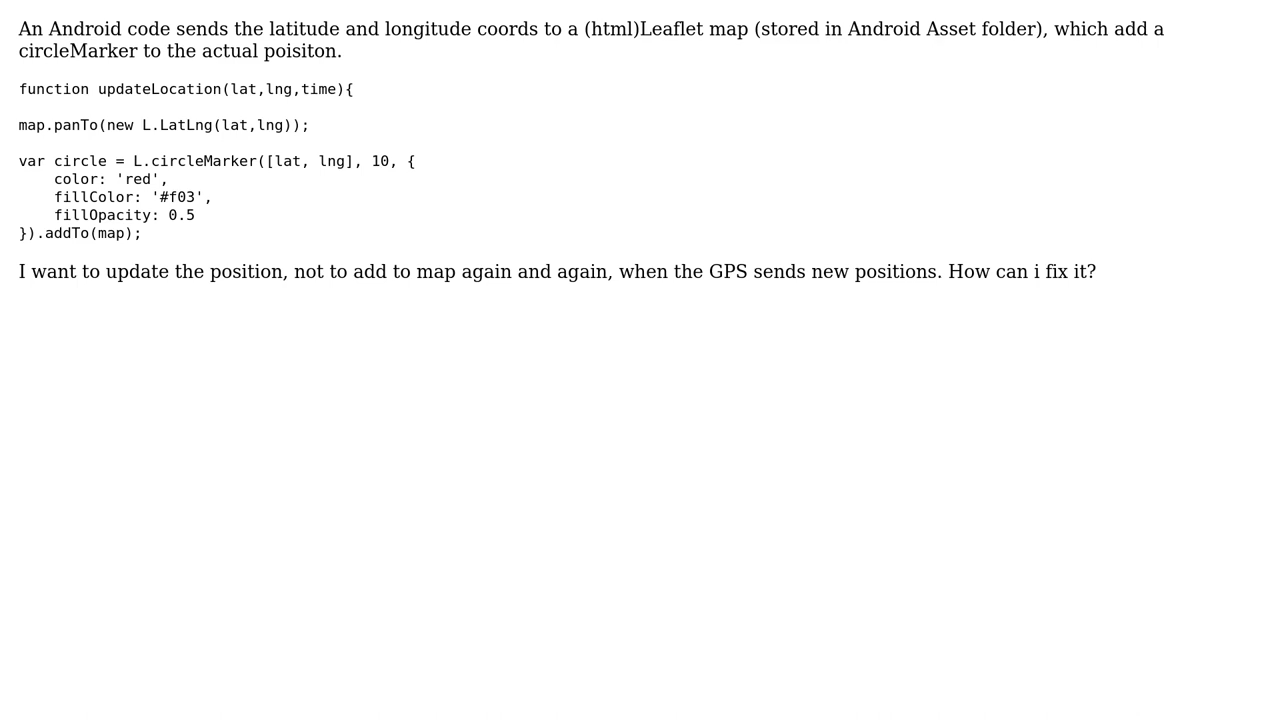 An Android code sends the latitude and longitude coords to a (html)Leaflet map (stored in Android Asset folder), which add a
circleMarker to the actual poisiton.
function updateLocation(lat,lng,time){
map.panTo(new L.LatLng(lat,lng));
var circle = L.circleMarker([lat, lng], 10, {
    color: 'red',
    fillColor: '#f03',
    fillOpacity: 0.5
}).addTo(map);
I want to update the position, not to add to map again and again, when the GPS sends new positions. How can i fix it?